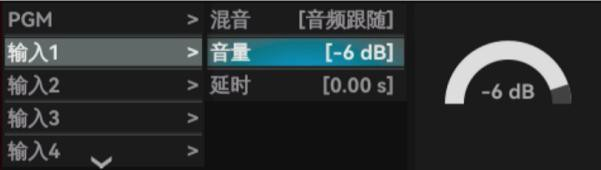 PGM >
输入1 >
输入2 >
输入3 >
输入4 >
混音 [音频跟随]
音量 [-6 dB]
延时 [0.00 s]
-6 dB